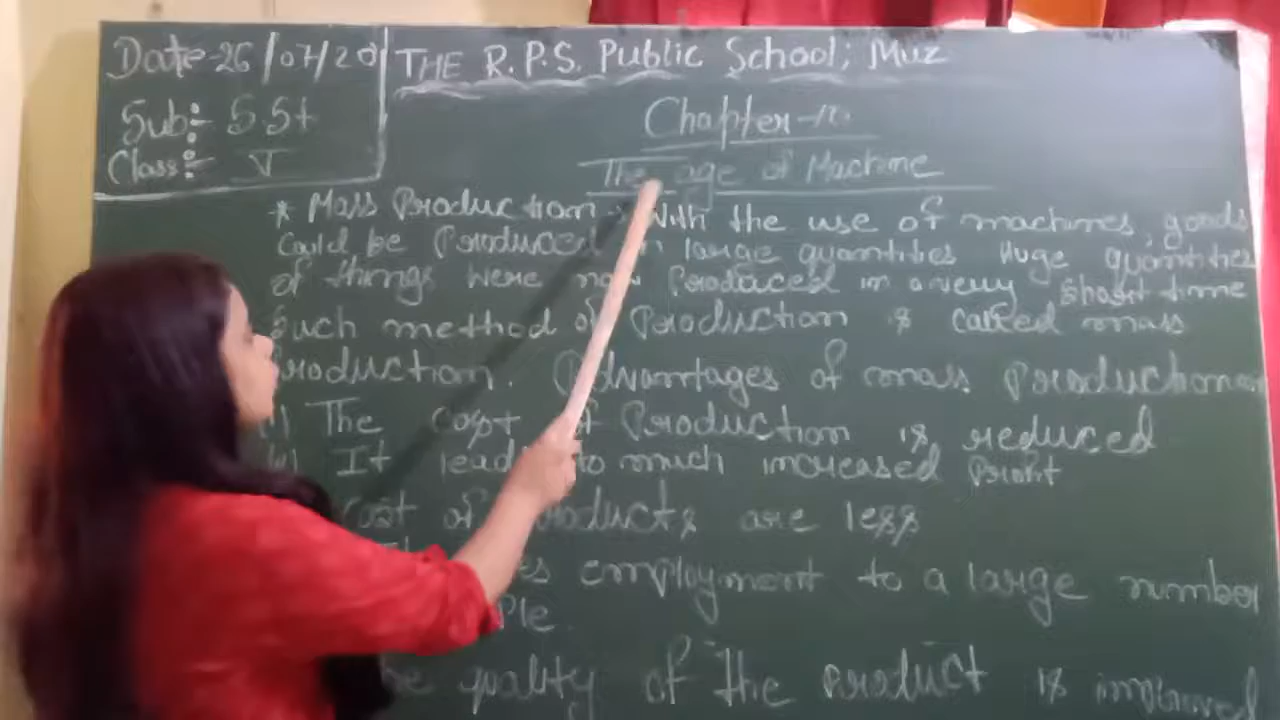 Date-26/07/20
Sub:- S.St
Class:- V
THE R.P.S. Public School; Muz
Chapter-10
The age of Machine
* Mass Production with the use of machines, goods
could be Produced in large quantities huge quantities
of things were now Produced in a very short time
Such method of Production is called mass
Production. Advantages of mass Production
The cost of Production is reduced
It leads to much increased Profit
cost of Products are less
employment to a large number
quality of the Product is improved